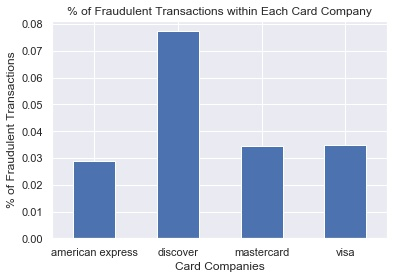 % of Fraudulent Transactions within Each Card Company
% of Fraudulent Transactions
0.08
0.07
0.06
0.05
0.04
0.03
0.02
0.01
0.00
american express discover mastercard visa
Card Companies